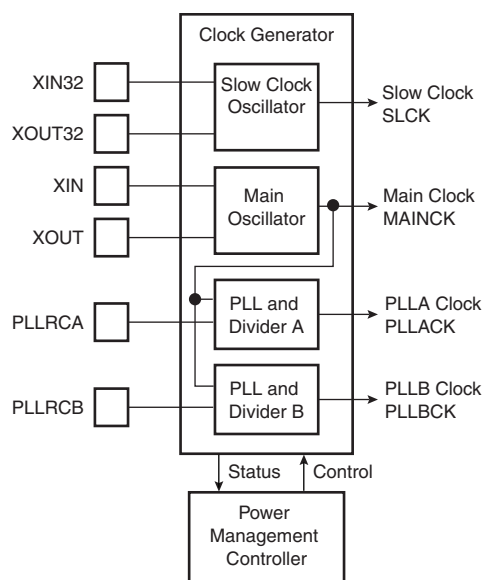 Clock Generator
XIN32
Slow Clock
Oscillator
Slow Clock
SLCK
XOUT32
XIN
Main
Oscillator
Main Clock
MAINCK
XOUT
PLLRCA
PLL and
Divider A
PLLA Clock
PLLACK
PLLRCB
PLL and
Divider B
PLLB Clock
PLLBCK
Status
Control
Power
Management
Controller